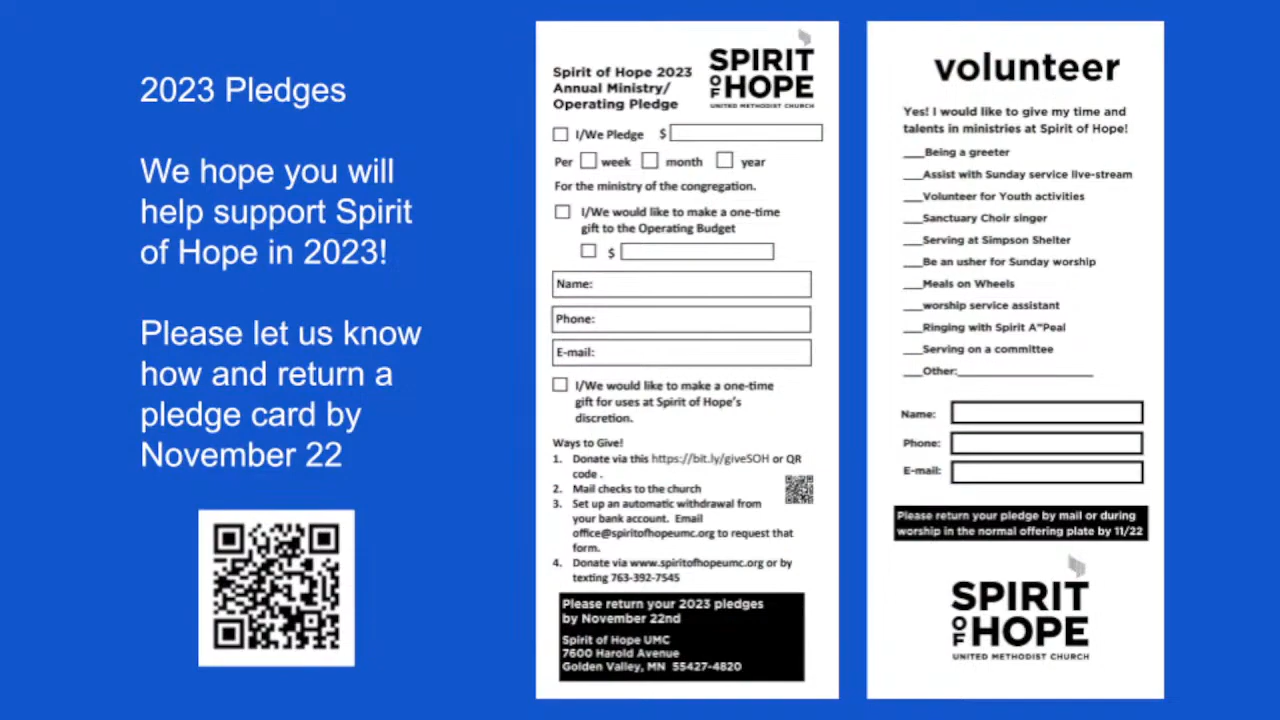 2023 Pledges
We hope you will
help support Spirit
of Hope in 2023!
Please let us know
how and return a
pledge card by
November 22
Spirit of Hope 2023
Annual Ministry/
Operating Pledge
SPIRIT
OF HOPE
UNITED METHODIST CHURCH
I/We Pledge $
Per week month year
For the ministry of the congregation.
I/We would like to make a one-time
gift to the Operating Budget
$
Name:
Phone:
E-mail:
I/We would like to make a one-time
gift for uses at Spirit of Hope's
discretion.
Ways to Give!
1. Donate via this https://bit.ly/giveSOH or QR
code .
2. Mail checks to the church
3. Set up an automatic withdrawal from
your bank account. Email
office@spiritofhopeumc.org to request that
form.
4. Donate via www.spiritofhopeumc.org or by
texting 763-392-7545
Please return your 2023 pledges
by November 22nd
Spirit of Hope UMC
7600 Harold Avenue
Golden Valley, MN 55427-4820
volunteer
Yes! I would like to give my time and
talents in ministries at Spirit of Hope!
___Being a greeter
___Assist with Sunday service live-stream
___Volunteer for Youth activities
___Sanctuary Choir singer
___Serving at Simpson Shelter
___Be an usher for Sunday worship
___Meals on Wheels
___worship service assistant
___Ringing with Spirit A"Peal
___Serving on a committee
___Other:______________________
Name:
Phone:
E-mail:
Please return your pledge by mail or during
worship in the normal offering plate by 11/22
SPIRIT
OF HOPE
UNITED METHODIST CHURCH